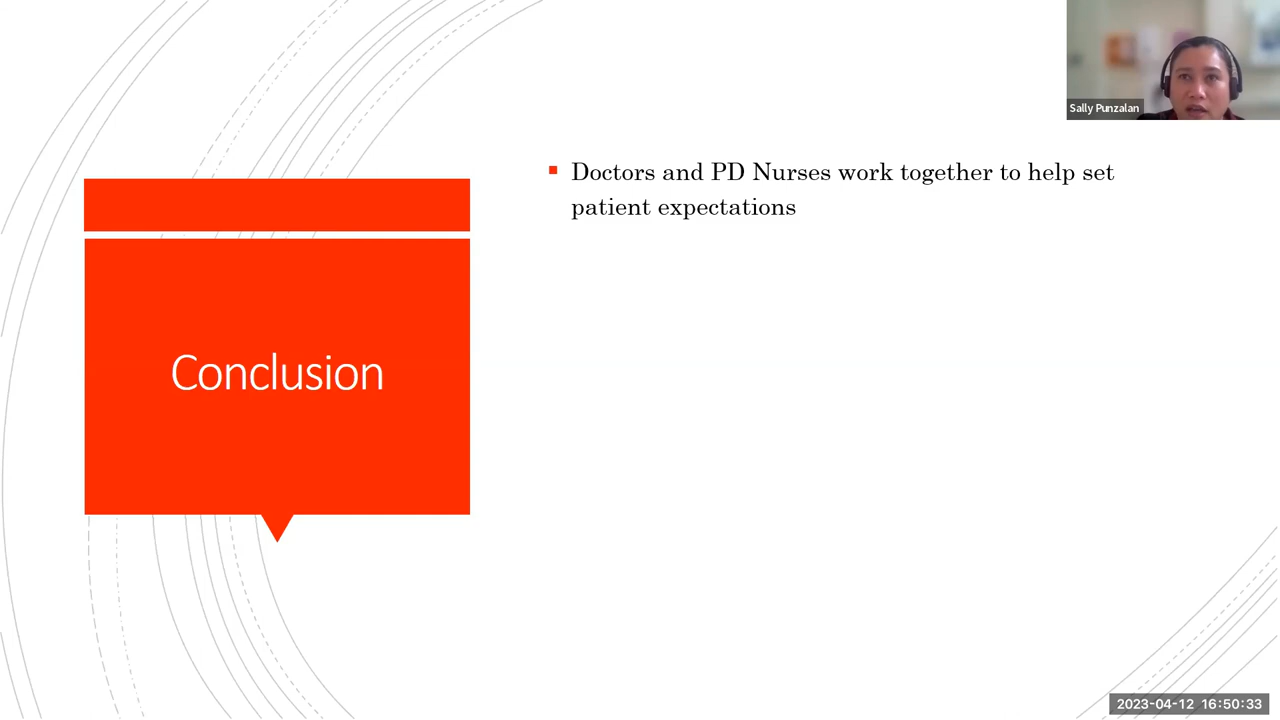 Sally Punzalan
Doctors and PD Nurses work together to help set
patient expectations
Conclusion
2023-04-12 16:50:33